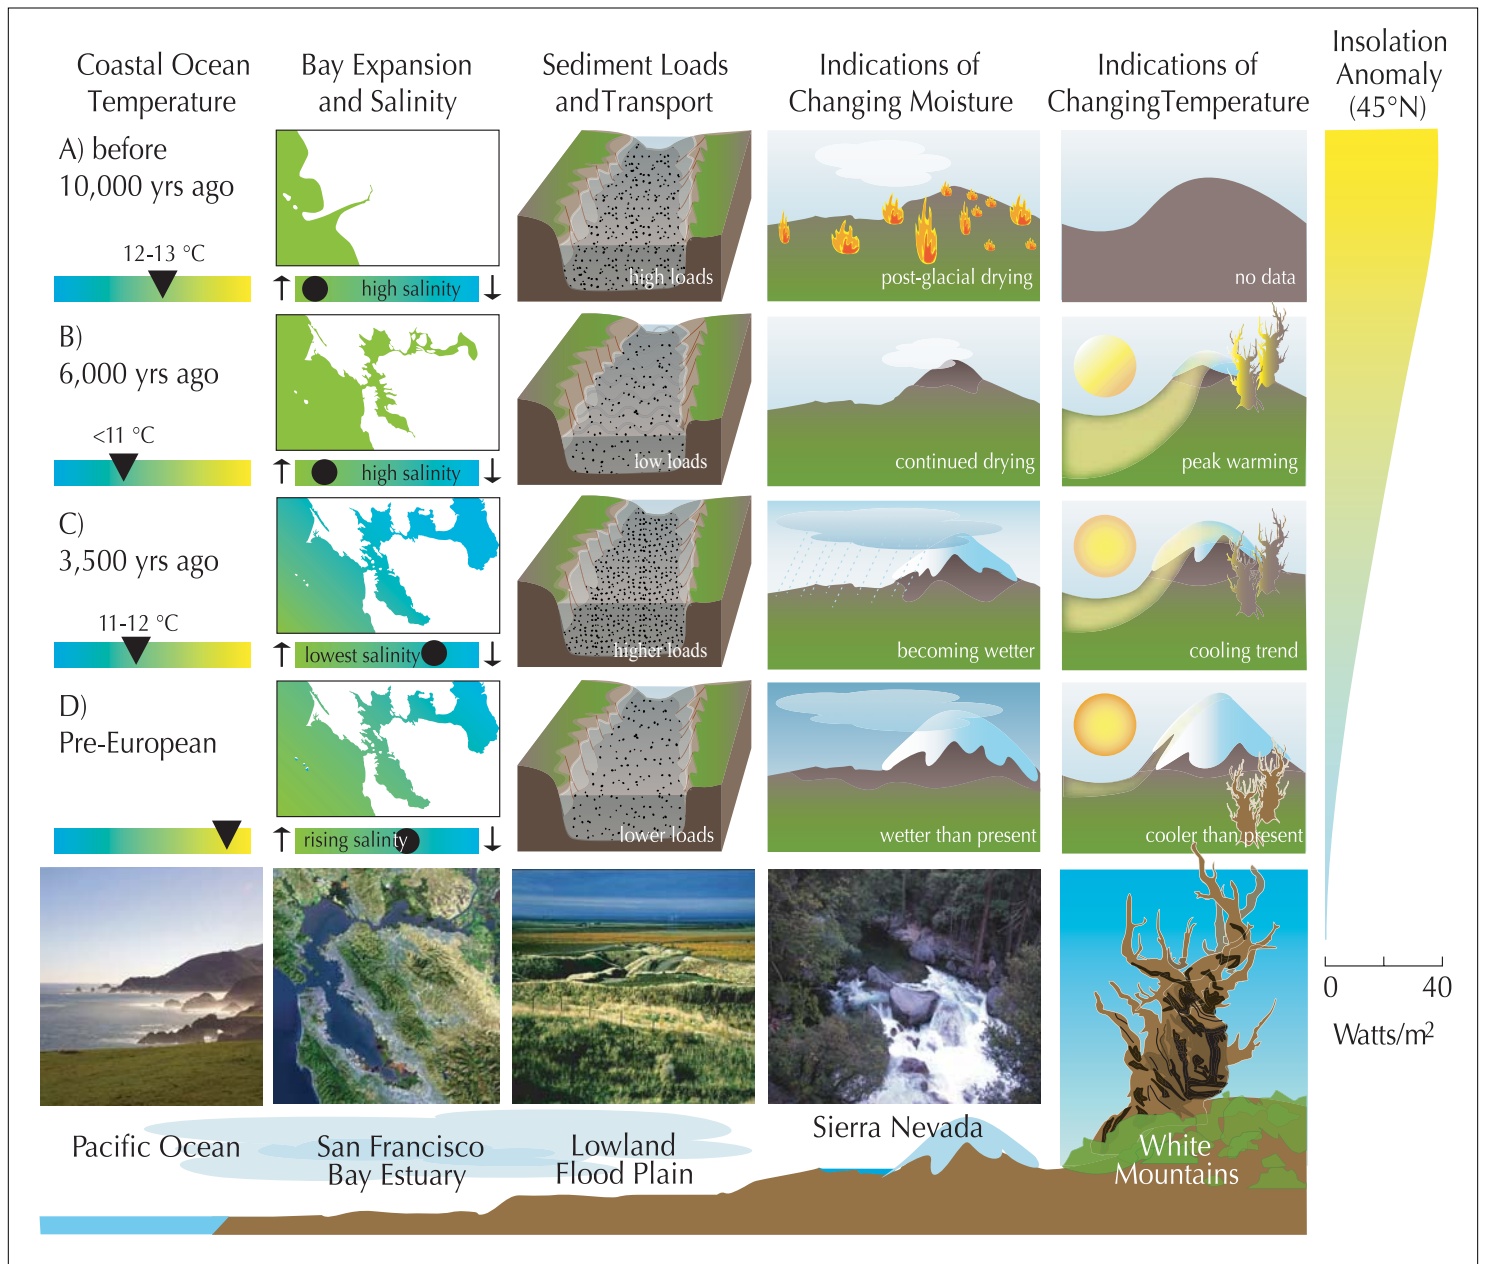 Coastal Ocean
Temperature
Bay Expansion
and Salinity
Sediment Loads
and Transport
Indications of
Changing Moisture
Indications of
Changing Temperature
Insolation
Anomaly
(45°N)
A) before
10,000 yrs ago
12-13 °C
high salinity
high loads
post-glacial drying
no data
B)
6,000 yrs ago
<11 °C
high salinity
low loads
continued drying
peak warming
C)
3,500 yrs ago
11-12 °C
lowest salinity
higher loads
becoming wetter
cooling trend
D)
Pre-European
rising salinity
lower loads
wetter than present
cooler than present
0 40
Watts/m²
Pacific Ocean
San Francisco
Bay Estuary
Lowland
Flood Plain
Sierra Nevada
White
Mountains